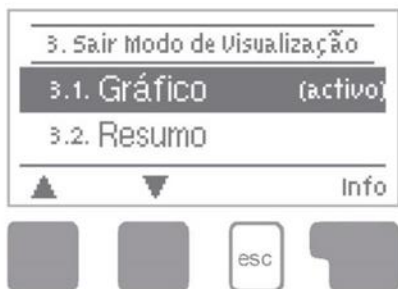 3. Sair Modo de Visualização
3.1. Gráfico (activo)
3.2. Resumo
Info
esc